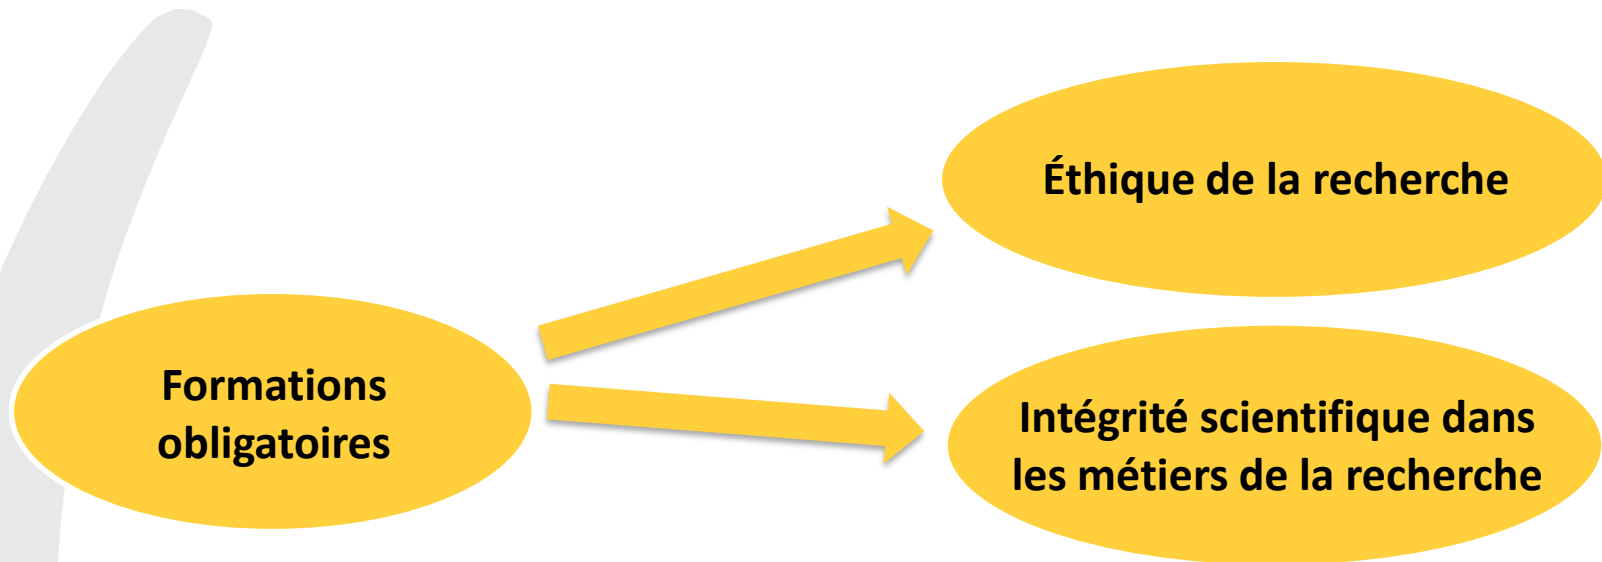 Éthique de la recherche
Formations
obligatoires
Intégrité scientifique dans
les métiers de la recherche